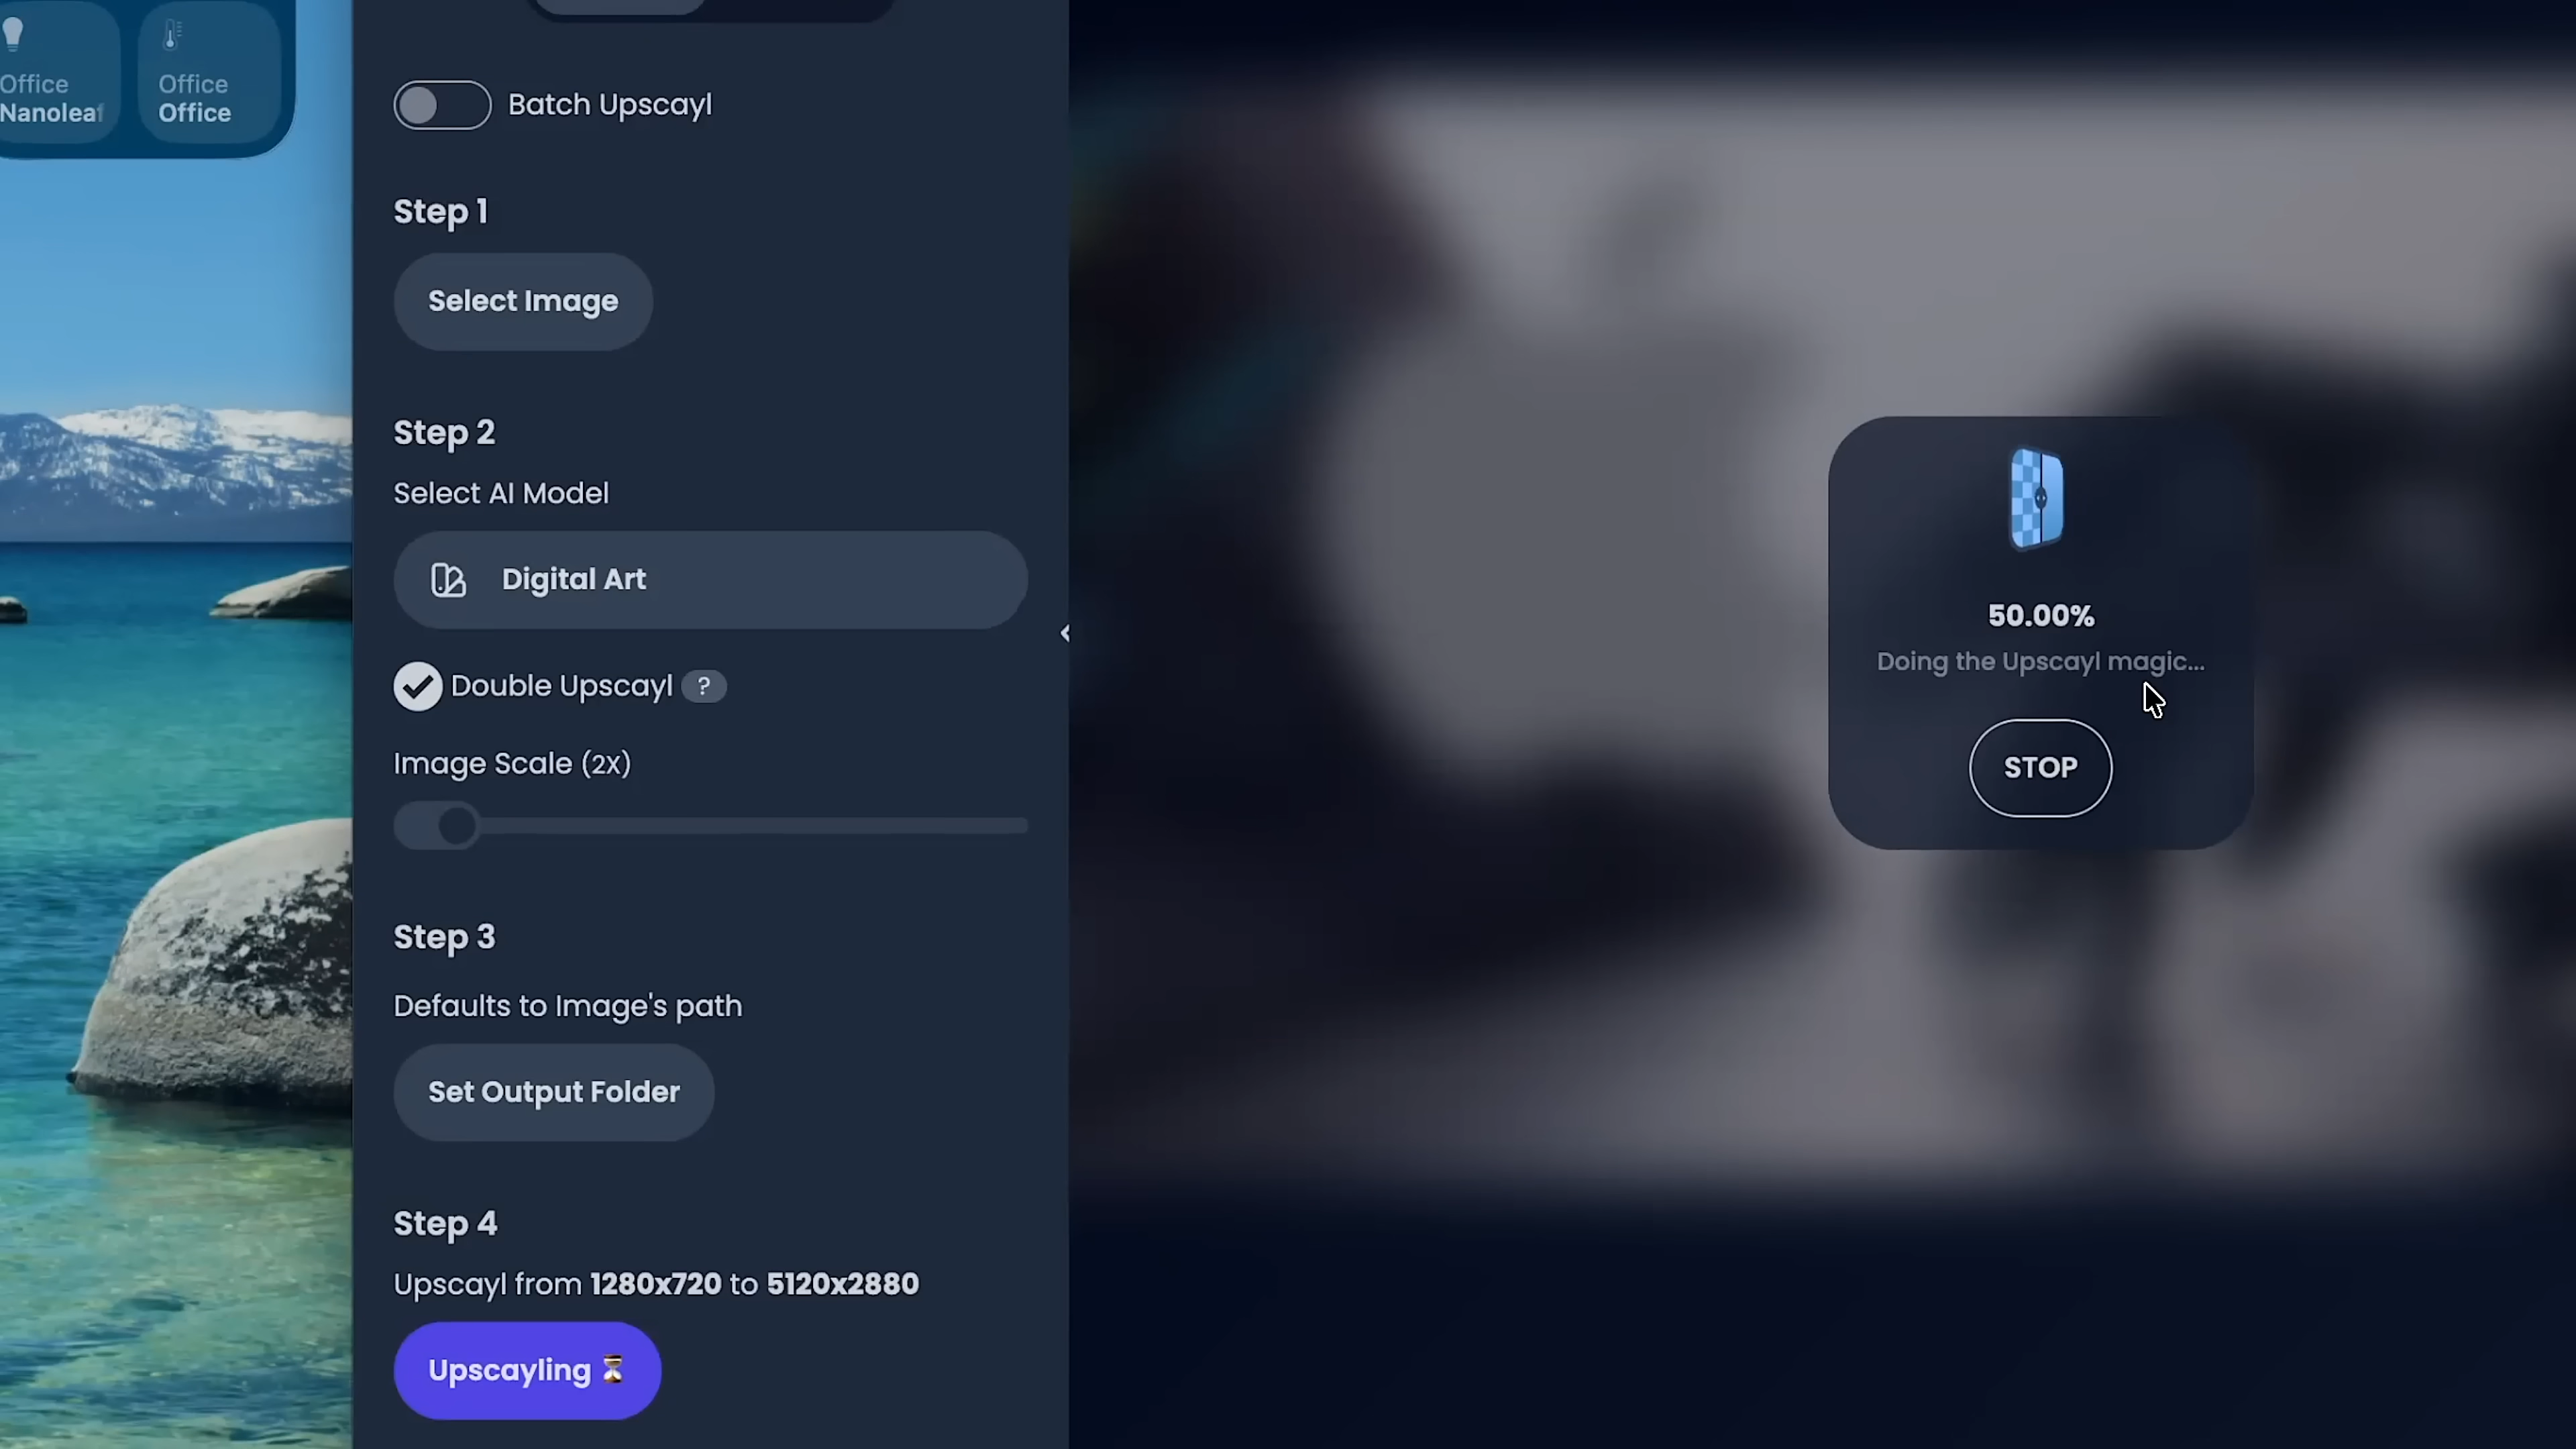 Office
Nanoleaf
Office
Office
Batch Upscayl
Step 1
Select Image
Step 2
Select AI Model
Digital Art
Double Upscayl ?
Image Scale (2X)
Step 3
Defaults to Image's path
Set Output Folder
Step 4
Upscayl from 1280x720 to 5120x2880
Upscayling ⏳
50.00%
Doing the Upscayl magic...
STOP